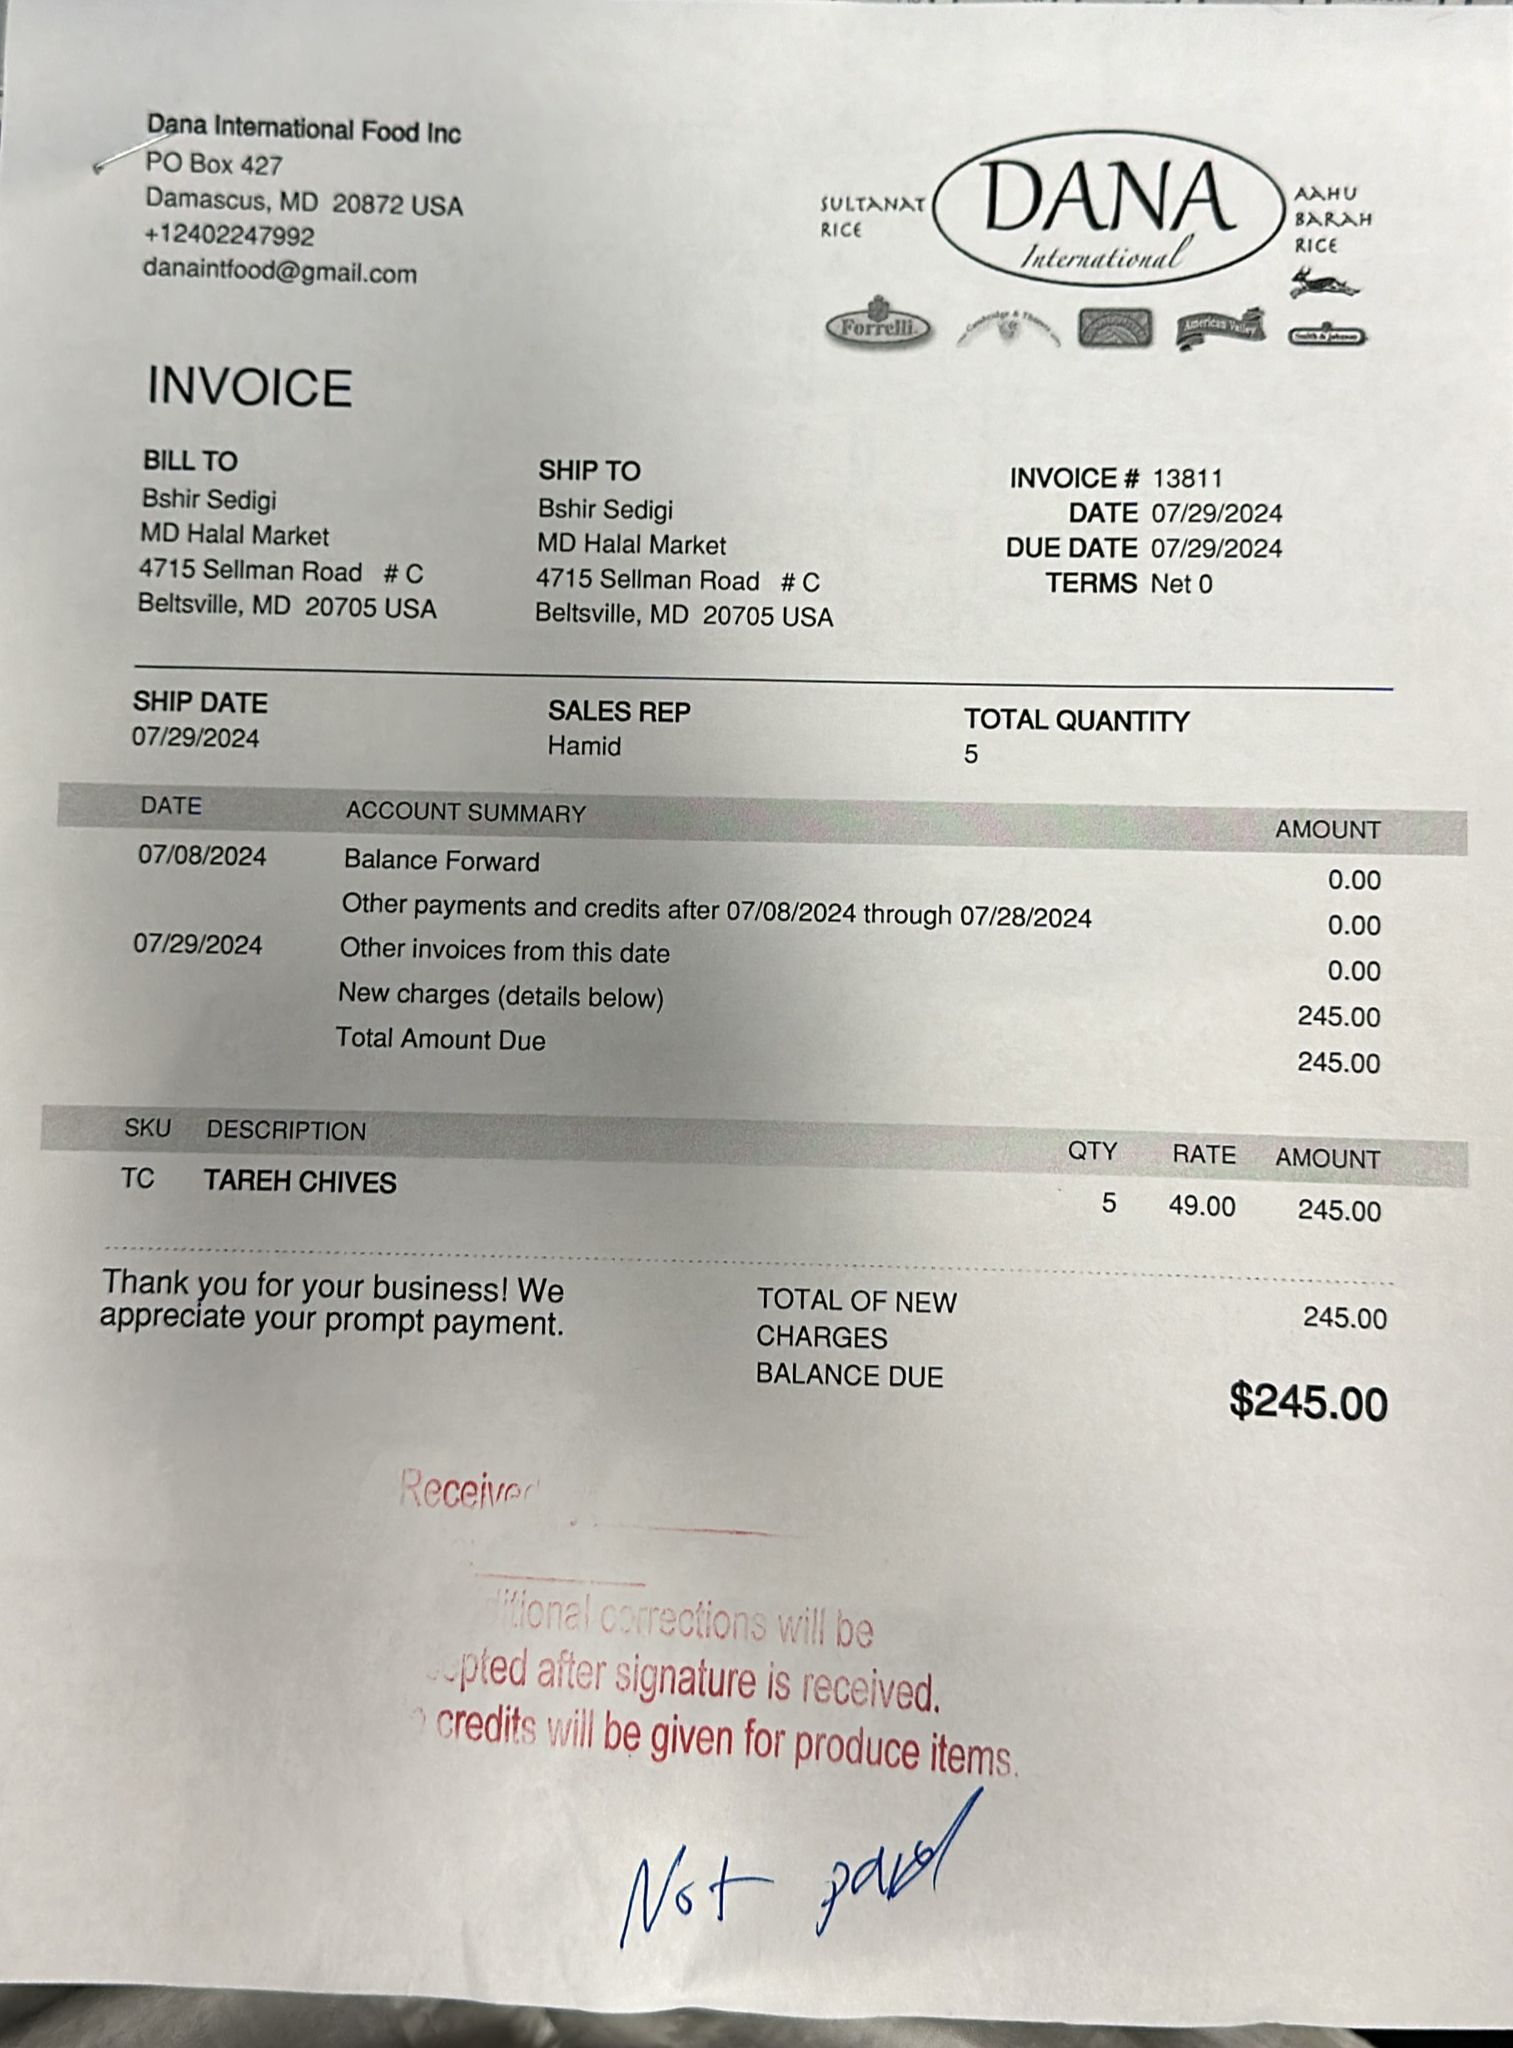 Dana International Food Inc
PO Box 427
Damascus, MD 20872 USA
+12402247992
danaintfood@gmail.com
SULTANAT
RICE
DANA
International
AAHU
BARAH
RICE
Forrelli
American Valley
INVOICE
BILL TO
Bshir Sedigi
MD Halal Market
4715 Sellman Road # C
Beltsville, MD 20705 USA
SHIP TO
Bshir Sedigi
MD Halal Market
4715 Sellman Road # C
Beltsville, MD 20705 USA
INVOICE # 13811
DATE 07/29/2024
DUE DATE 07/29/2024
TERMS Net 0
SHIP DATE
07/29/2024
SALES REP
Hamid
TOTAL QUANTITY
5
DATE ACCOUNT SUMMARY AMOUNT
07/08/2024 Balance Forward 0.00
Other payments and credits after 07/08/2024 through 07/28/2024 0.00
07/29/2024 Other invoices from this date 0.00
New charges (details below) 245.00
Total Amount Due 245.00
SKU DESCRIPTION QTY RATE AMOUNT
TC TAREH CHIVES 5 49.00 245.00
Thank you for your business! We
appreciate your prompt payment.
TOTAL OF NEW
CHARGES
245.00
BALANCE DUE
$245.00
corrections will be
after signature is received.
credits will be given for produce items.
Not paid